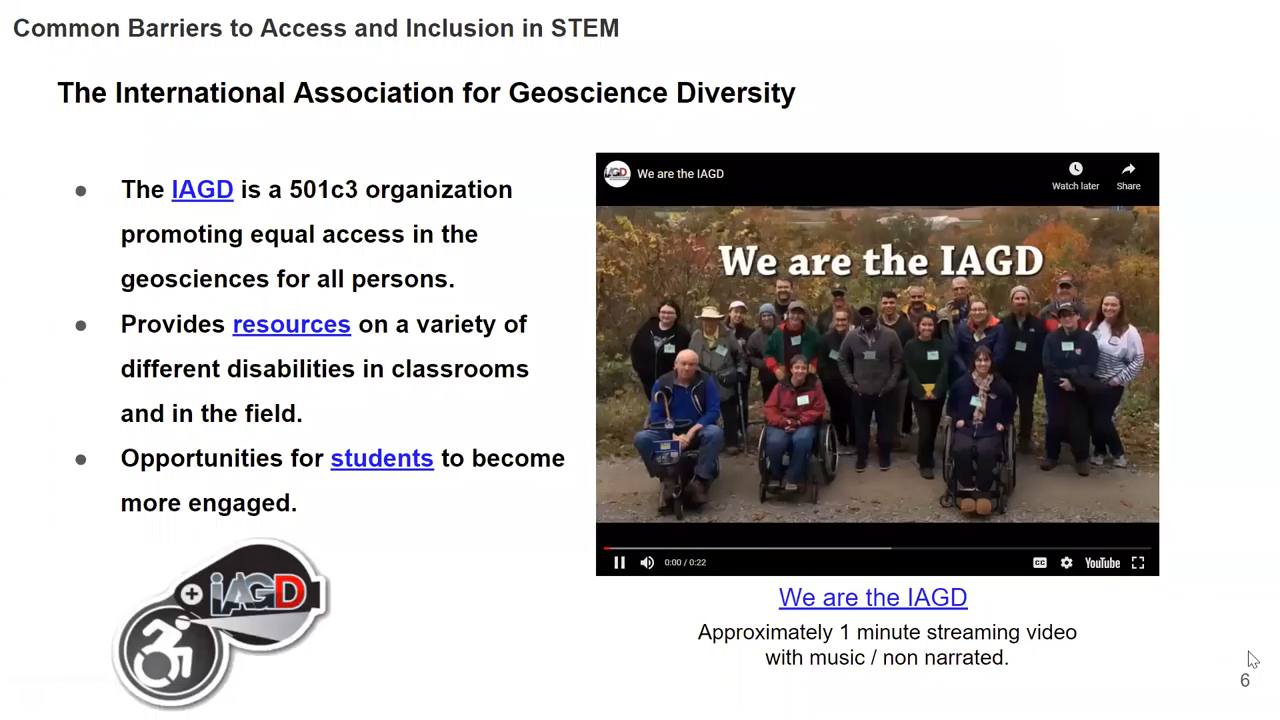 Common Barriers to Access and Inclusion in STEM
The International Association for Geoscience Diversity
● The IAGD is a 501c3 organization
promoting equal access in the
geosciences for all persons.
● Provides resources on a variety of
different disabilities in classrooms
and in the field.
● Opportunities for students to become
more engaged.
iAGD
IAGD
We are the IAGD
Watch later
Share
We are the IAGD
0:00 / 0:22
CC
YouTube
We are the IAGD
Approximately 1 minute streaming video
with music / non narrated.
6